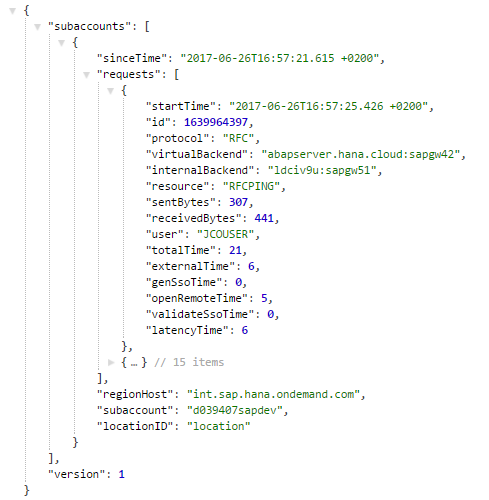 {
"subaccounts": [
{
"sinceTime": "2017-06-26T16:57:21.615 +0200",
"requests": [
{
"startTime": "2017-06-26T16:57:25.426 +0200",
"id": 1639964397,
"protocol": "RFC",
"virtualBackend": "abapserver.hana.cloud:sapgw42",
"internalBackend": "ldciv9u:sapgw51",
"resource": "RFCPING",
"sentBytes": 307,
"receivedBytes": 441,
"user": "JCOUSER",
"totalTime": 21,
"externalTime": 6,
"genSsoTime": 0,
"openRemoteTime": 5,
"validateSsoTime": 0,
"latencyTime": 6
},
{ … } // 15 items
],
"regionHost": "int.sap.hana.ondemand.com",
"subaccount": "d039407sapdev",
"locationID": "location"
}
],
"version": 1
}